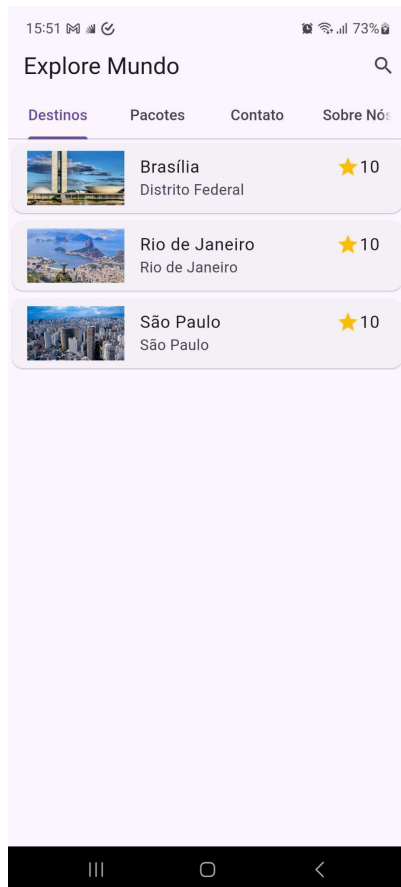 15:51 73%
Explore Mundo
Destinos Pacotes Contato Sobre Nós
Brasília 10
Distrito Federal
Rio de Janeiro 10
Rio de Janeiro
São Paulo 10
São Paulo